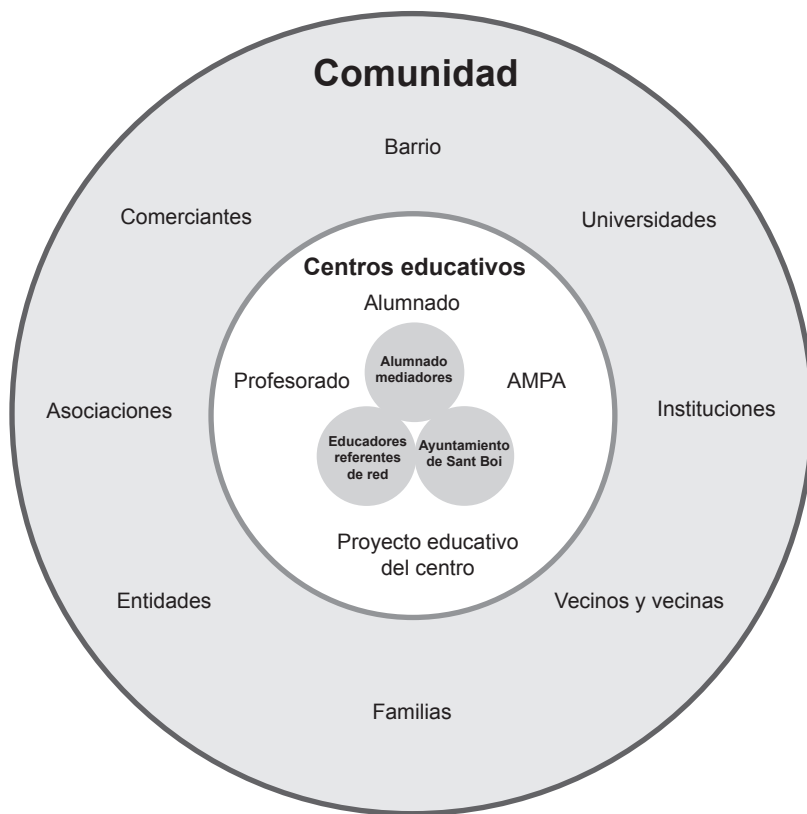 Comunidad
Barrio
Comerciantes
Universidades
Centros educativos
Alumnado
Alumnado
mediadores
Profesorado
AMPA
Asociaciones
Instituciones
Educadores
referentes
de red
Ayuntamiento
de Sant Boi
Proyecto educativo
del centro
Entidades
Vecinos y vecinas
Familias